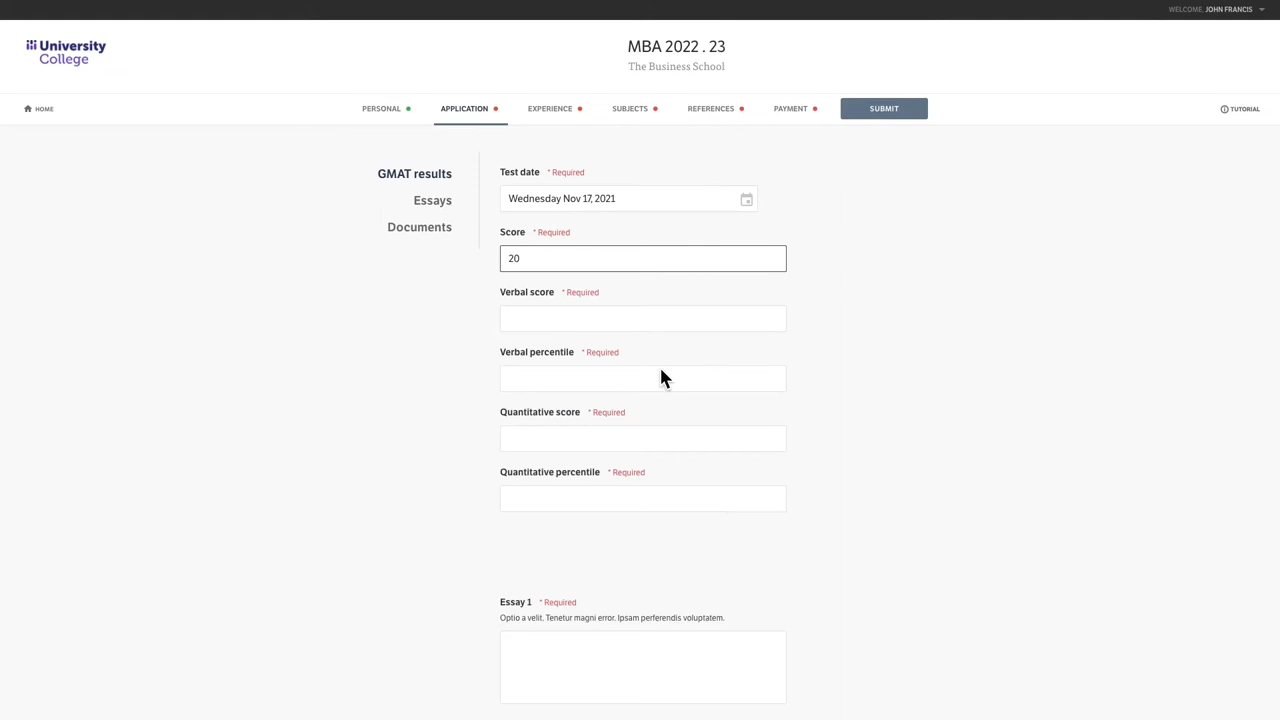 WELCOME, JOHN FRANCIS
University
College
MBA 2022 . 23
The Business School
HOME
PERSONAL
APPLICATION
EXPERIENCE
SUBJECTS
REFERENCES
PAYMENT
SUBMIT
TUTORIAL
GMAT results
Essays
Documents
Test date * Required
Wednesday Nov 17, 2021
Score * Required
20
Verbal score * Required
Verbal percentile * Required
Quantitative score * Required
Quantitative percentile * Required
Essay 1 * Required
Optio a velit. Tenetur magni error. Ipsam perferendis voluptatem.